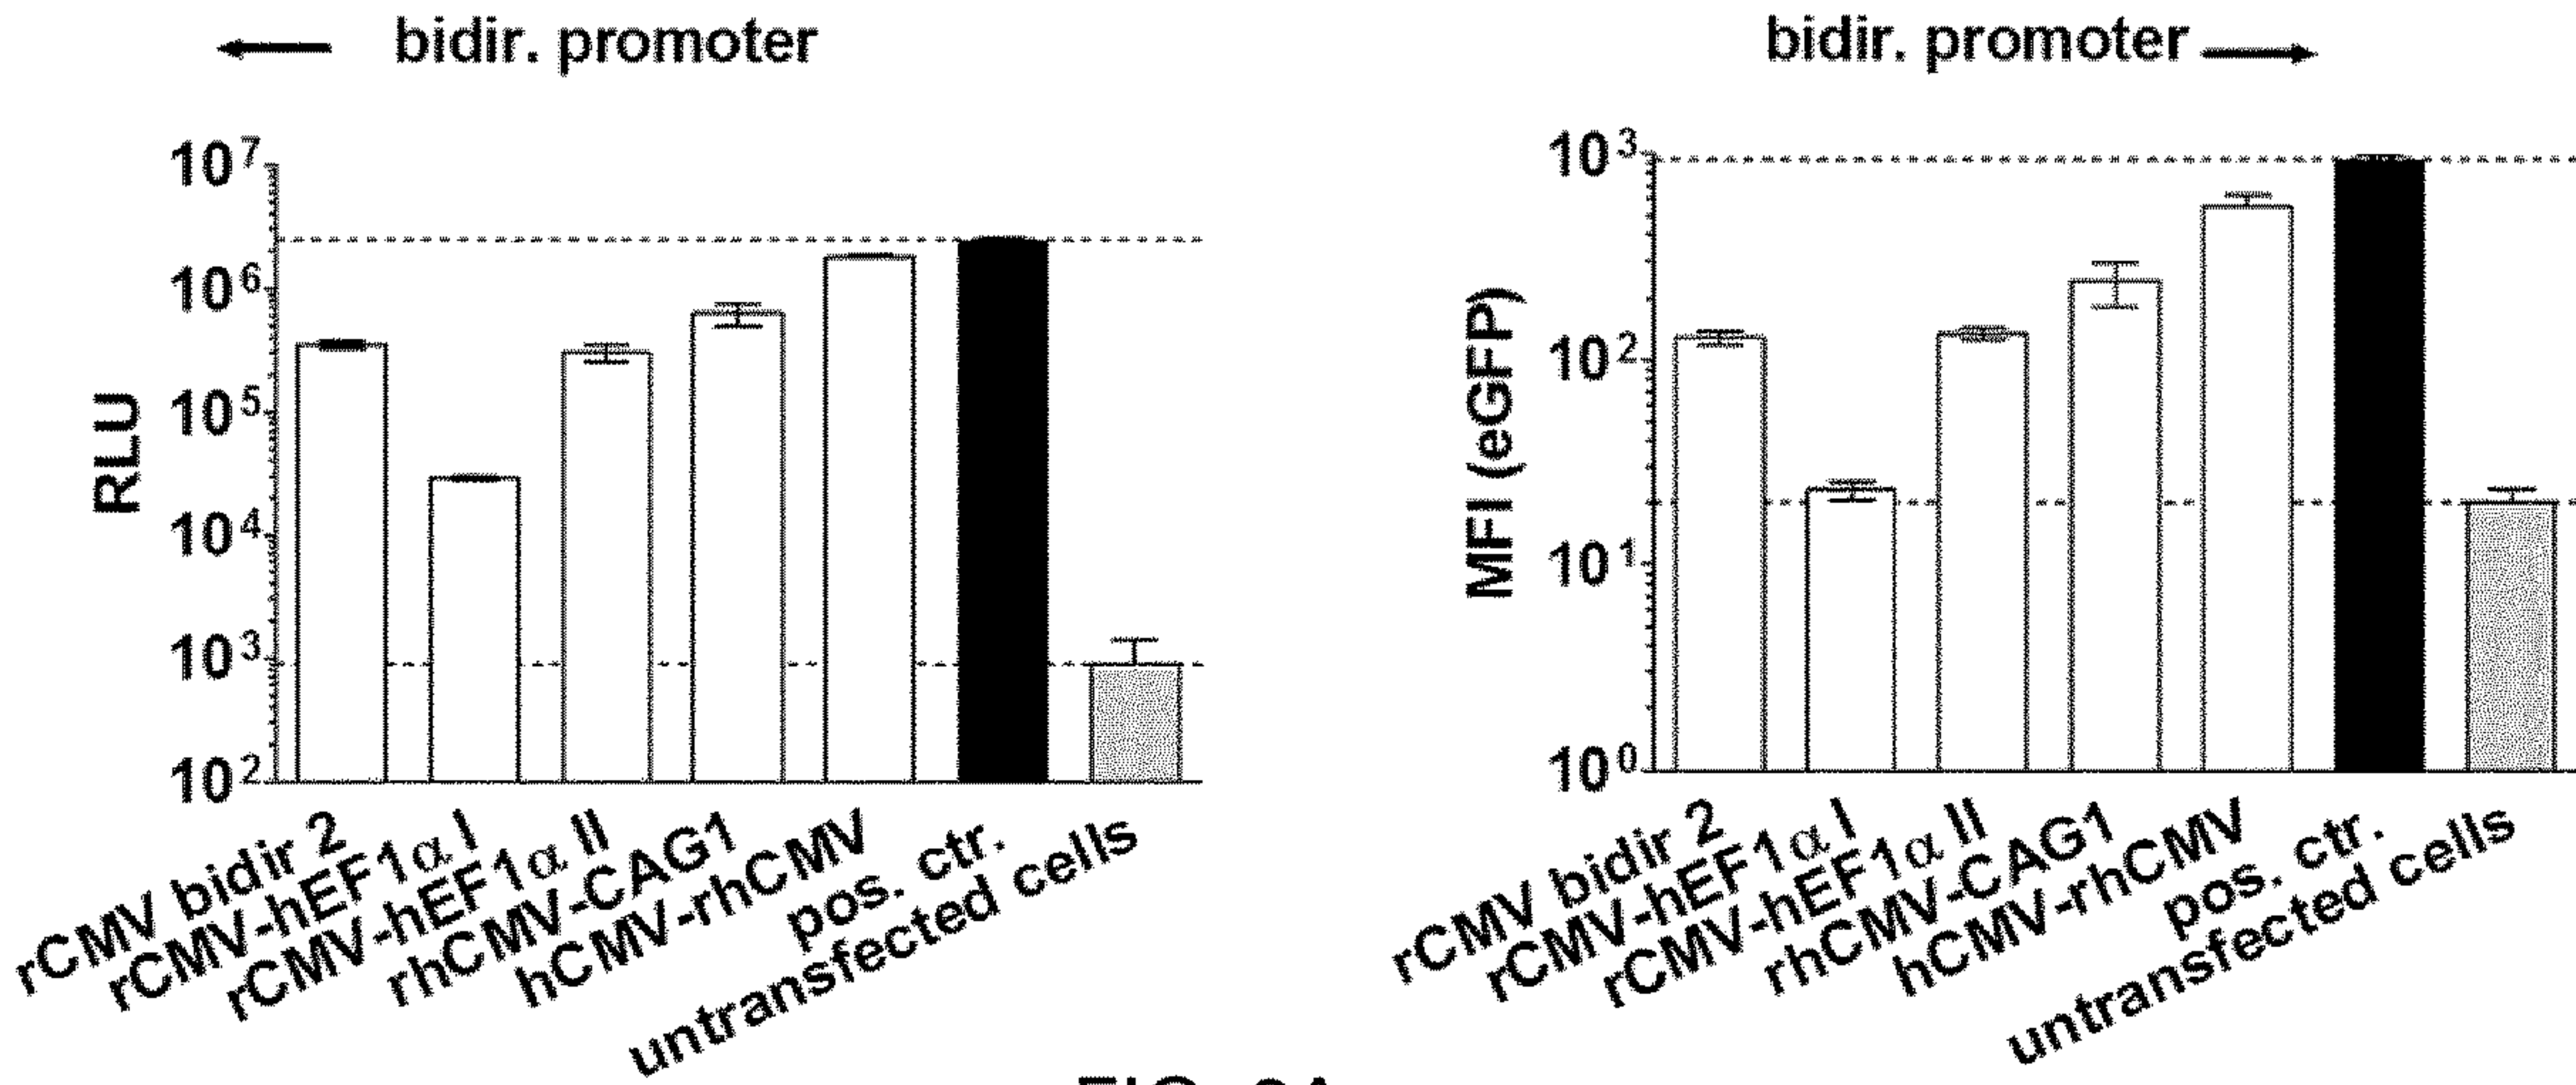 bidir. promoter
RLU
10^7
10^6
10^5
10^4
10^3
10^2
rCMV bidir 2
rCMV-hEF1α I
rCMV-hEF1α II
rhCMV-CAG1
hCMV-rhCMV
pos. ctr.
untransfected cells
bidir. promoter
MFI (eGFP)
10^3
10^2
10^1
10^0
rCMV bidir 2
rCMV-hEF1α I
rCMV-hEF1α II
rhCMV-CAG1
hCMV-rhCMV
pos. ctr.
untransfected cells